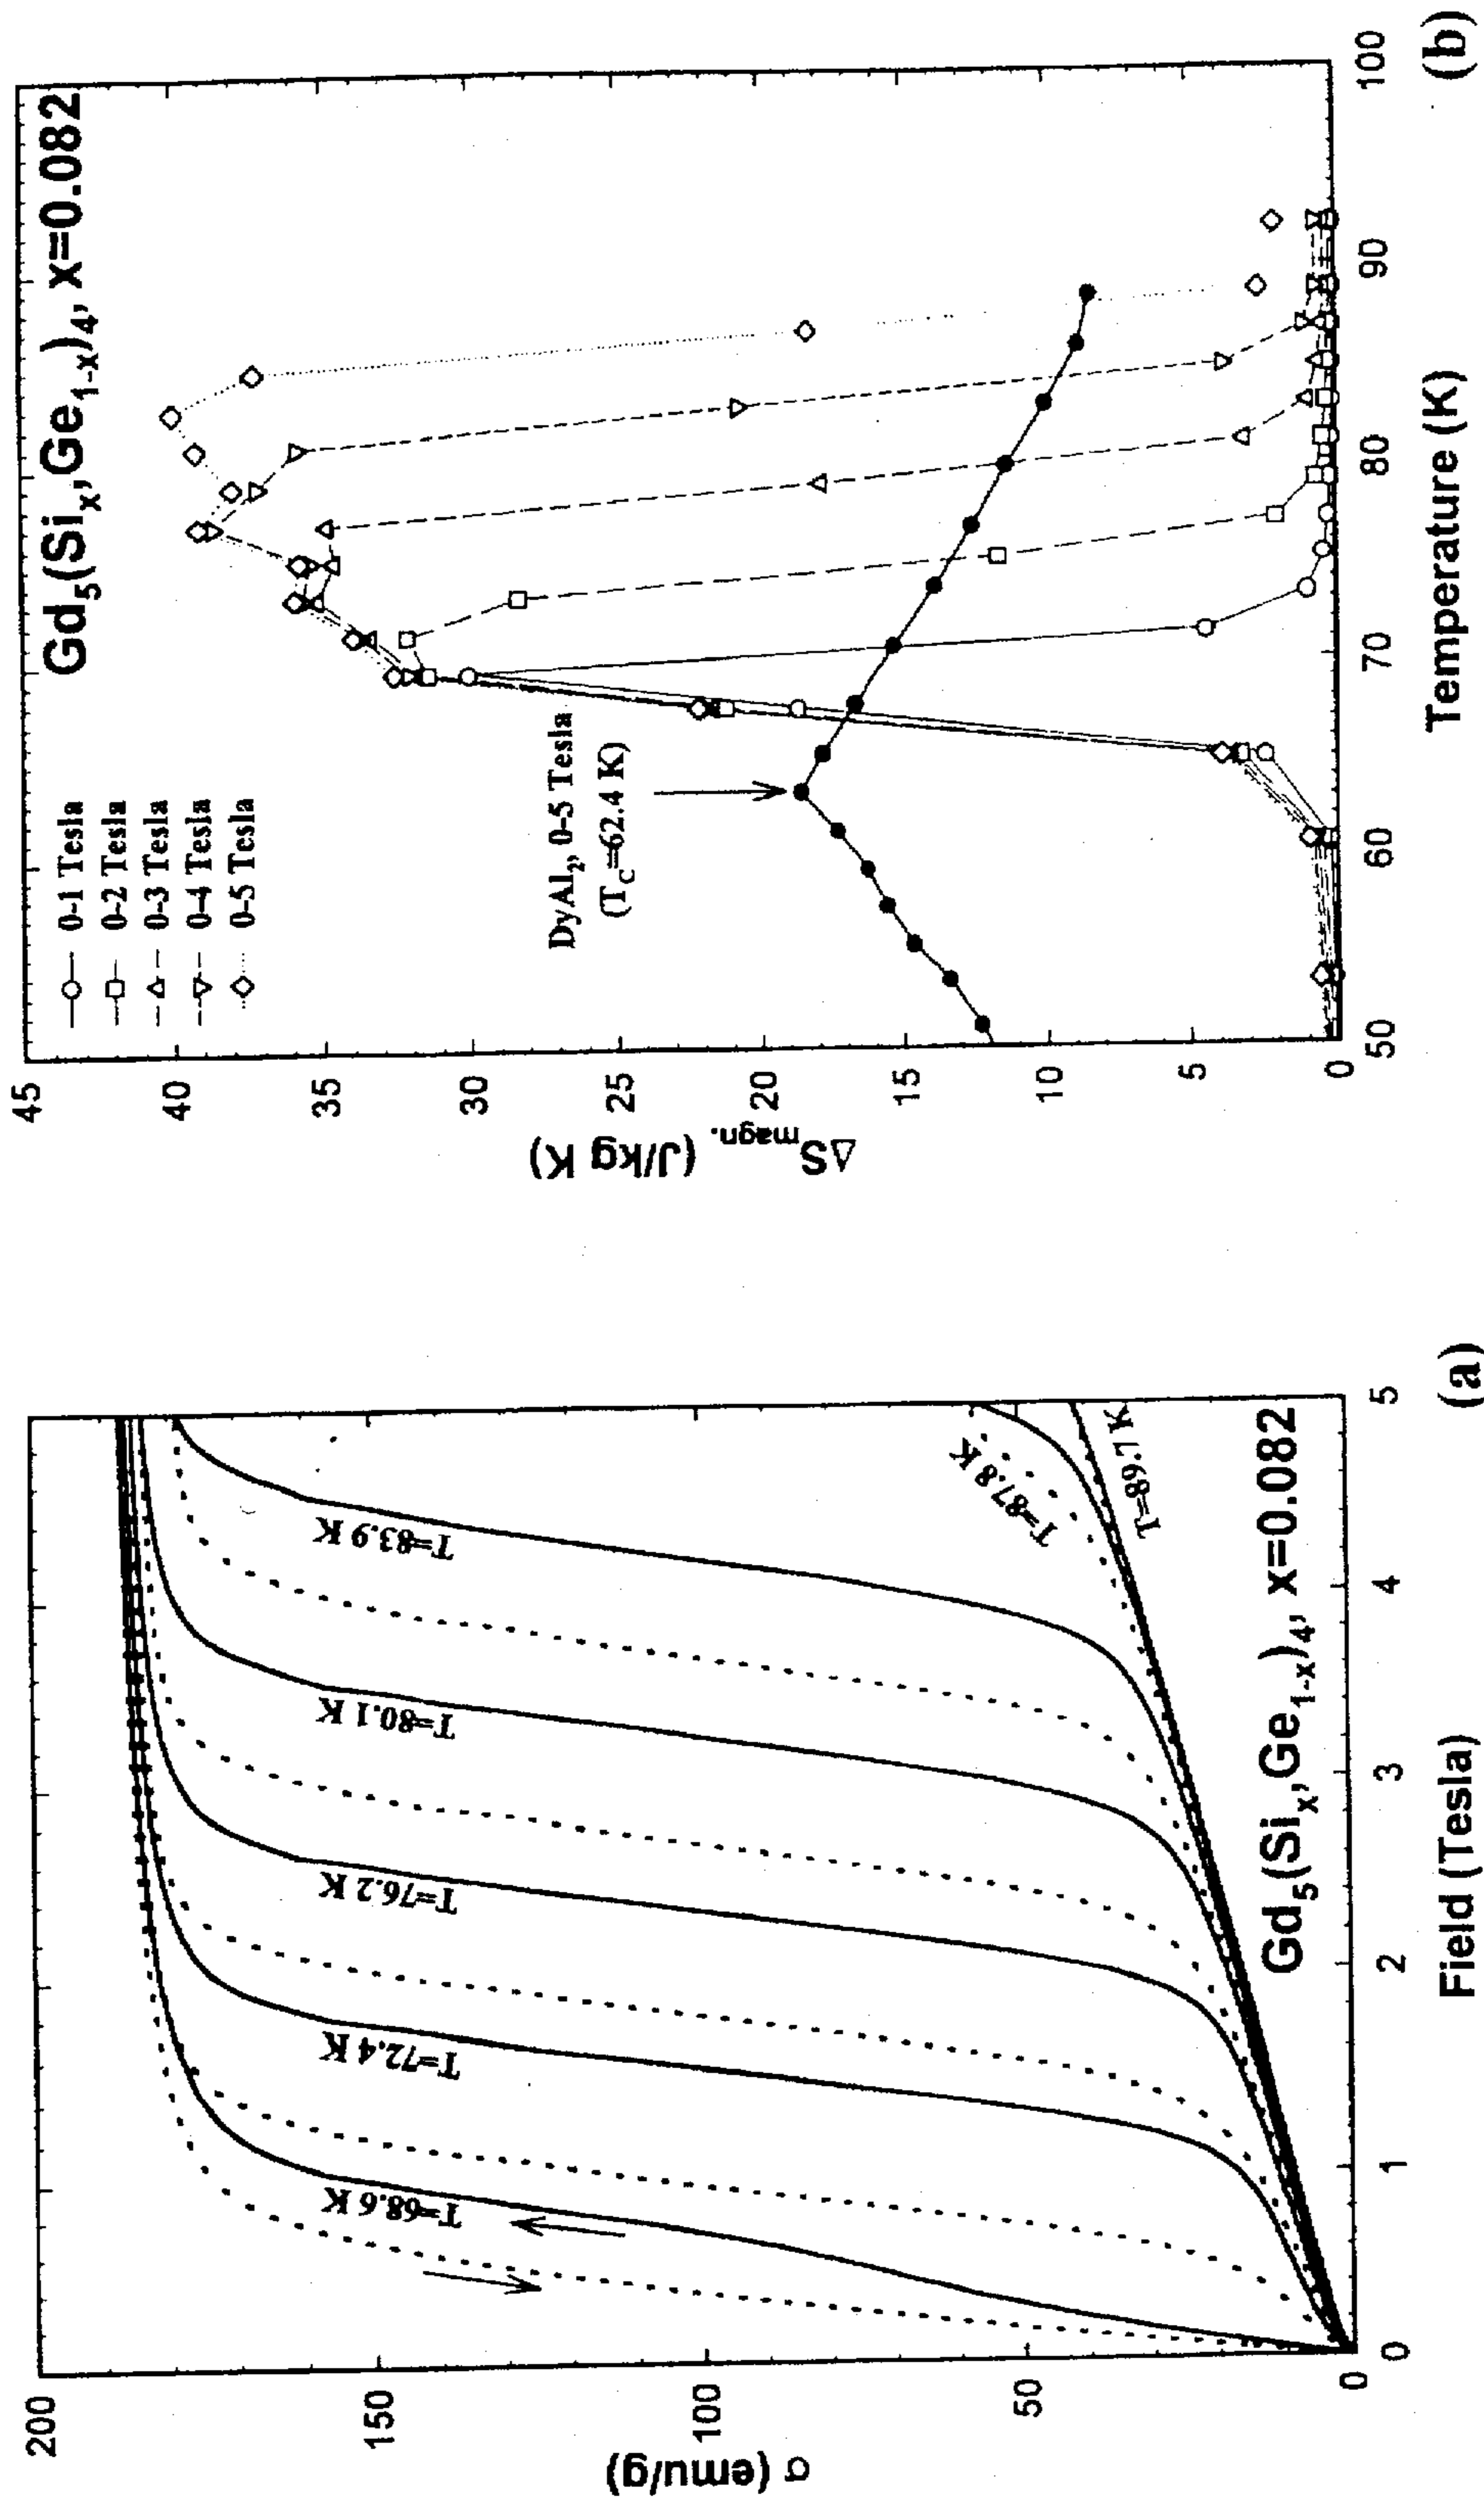 σ (emu/g)
200
150
100
50
0
0
1
2
3
4
5
T=68.6 K
T=72.4 K
T=76.2 K
T=80.1 K
T=83.9 K
T=87.8 K
T=89.7 K
Gd5(Six,Ge1-x)4, x=0.082
Field (Tesla)
(a)
ΔSmagn. (J/kg K)
45
40
35
30
25
20
15
10
5
0
50
60
70
80
90
100
0-1 Tesla
0-2 Tesla
0-3 Tesla
0-4 Tesla
0-5 Tesla
Gd5(Six,Ge1-x)4, x=0.082
DyAl2, 0-5 Tesla
(TC=62.4 K)
Temperature (K)
(b)